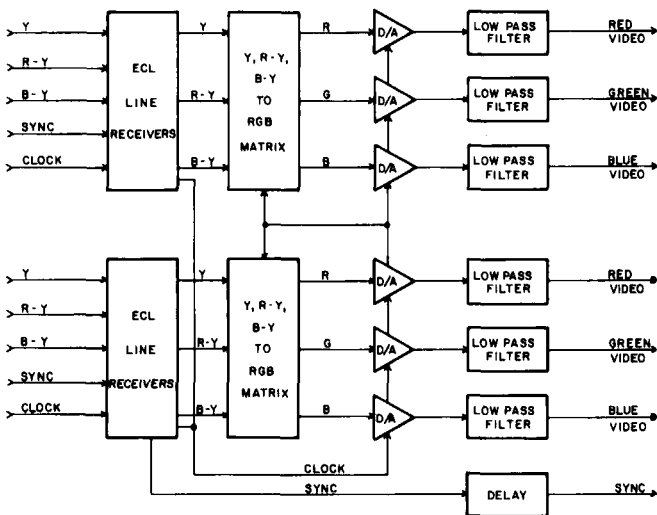 Y
R-Y
B-Y
SYNC
CLOCK
ECL
LINE
RECEIVERS
Y
R-Y
B-Y
Y, R-Y,
B-Y
TO
RGB
MATRIX
R
G
B
D/A
D/A
D/A
LOW PASS
FILTER
LOW PASS
FILTER
LOW PASS
FILTER
RED
VIDEO
GREEN
VIDEO
BLUE
VIDEO
Y
R-Y
B-Y
SYNC
CLOCK
ECL
LINE
RECEIVERS
Y
R-Y
B-Y
Y, R-Y,
B-Y
TO
RGB
MATRIX
R
G
B
D/A
D/A
D/A
LOW PASS
FILTER
LOW PASS
FILTER
LOW PASS
FILTER
RED
VIDEO
GREEN
VIDEO
BLUE
VIDEO
CLOCK
SYNC
DELAY
SYNC